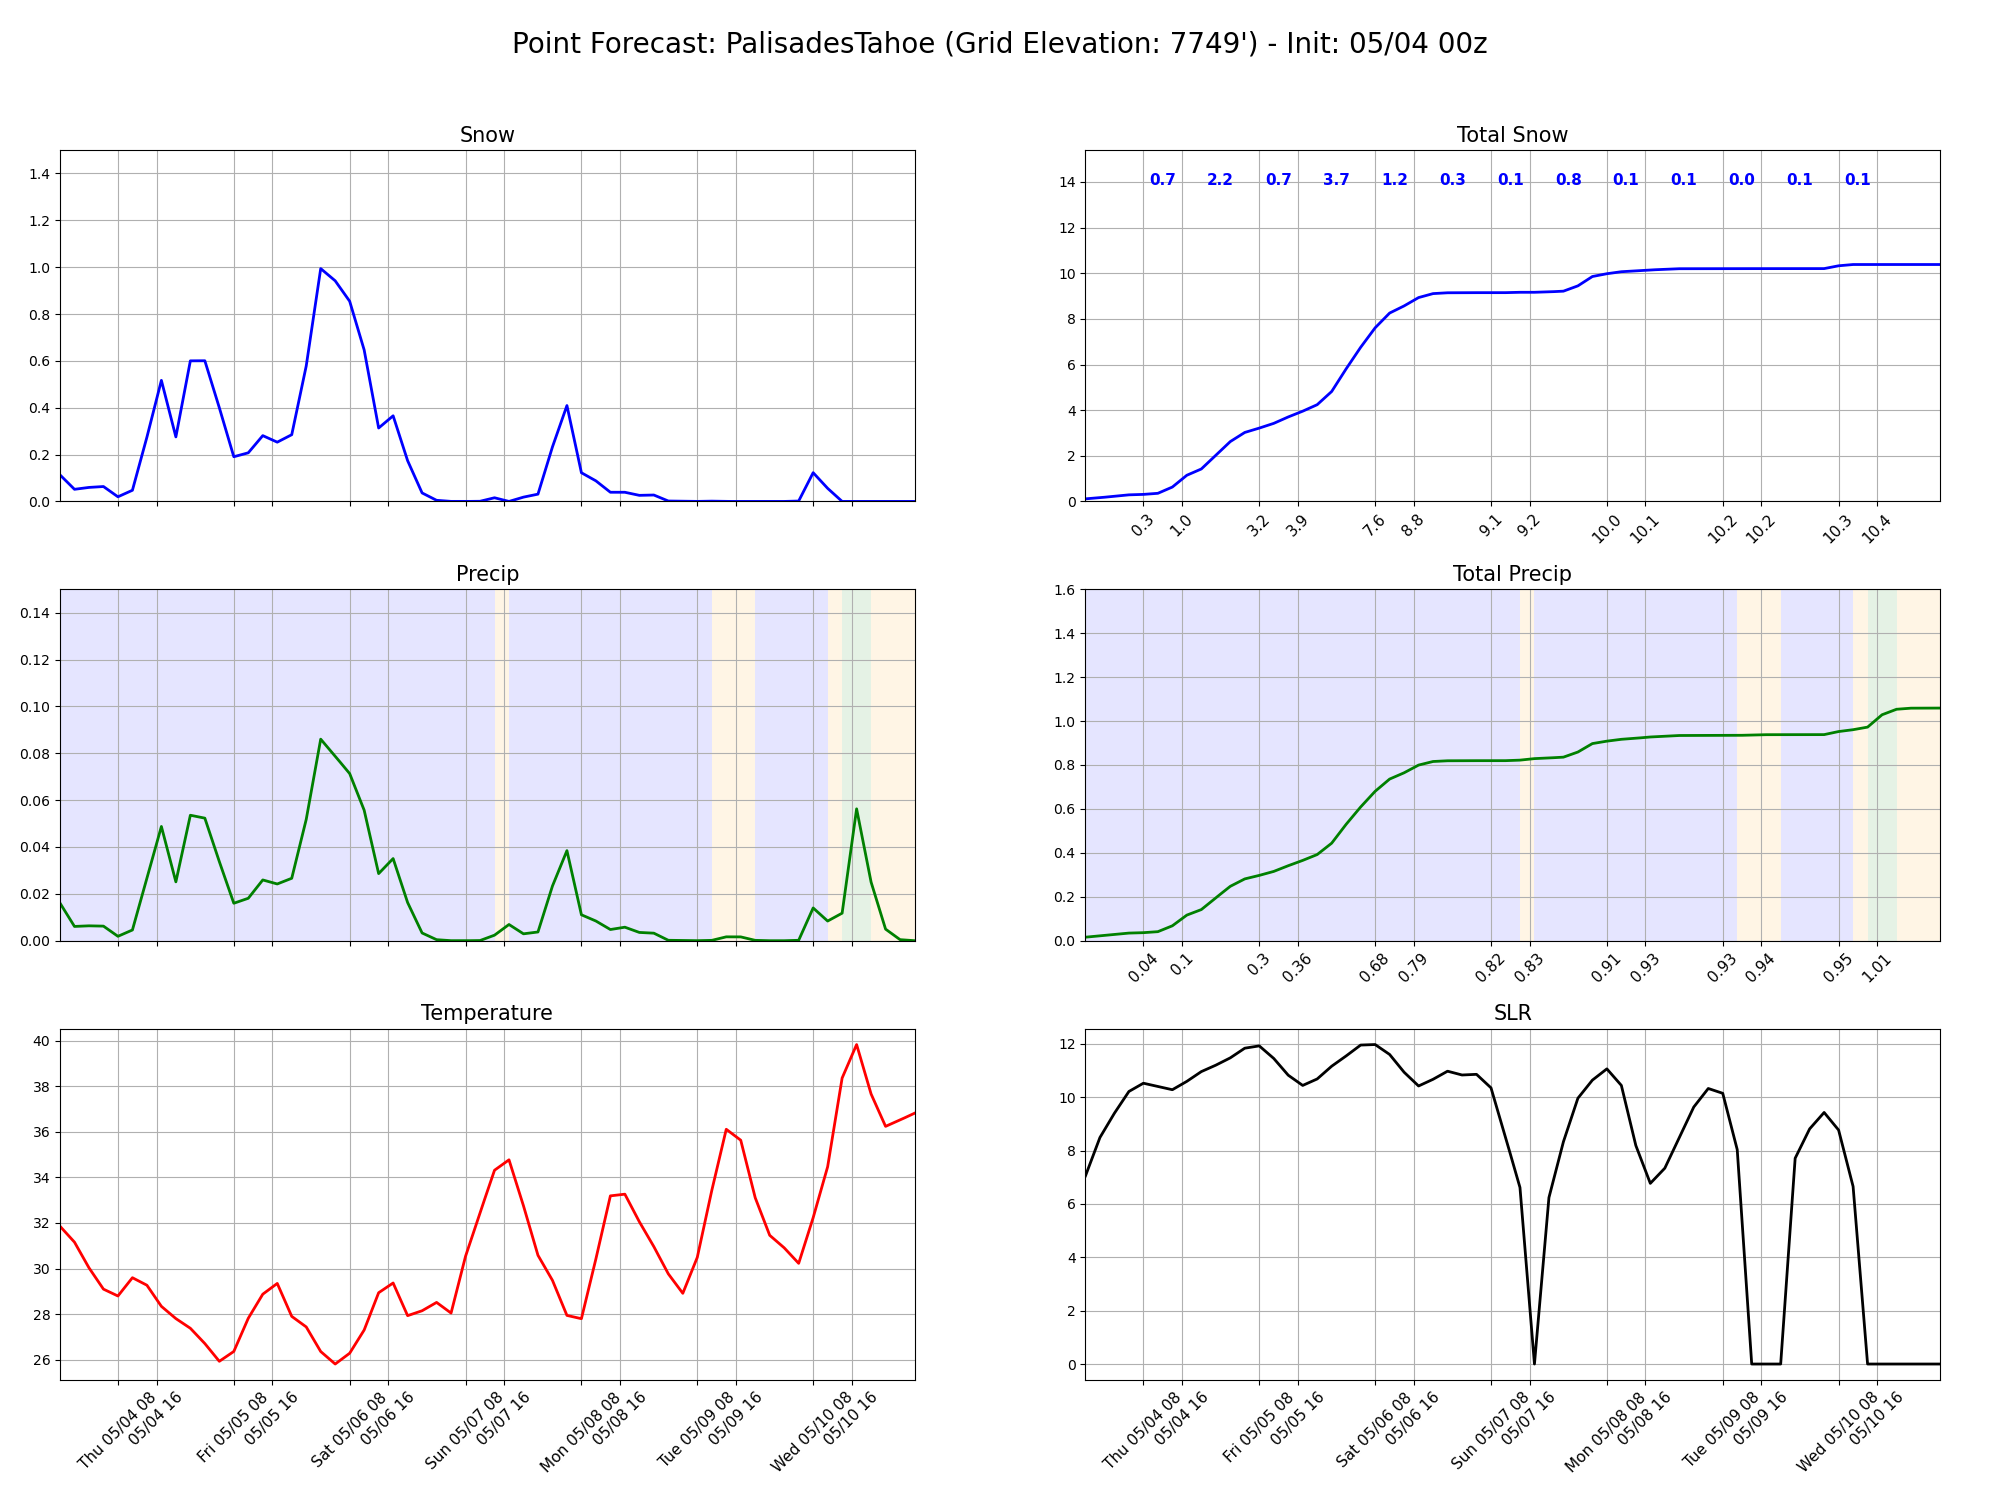 Point Forecast: PalisadesTahoe (Grid Elevation: 7749') - Init: 05/04 00z
Snow
1.4
1.2
1.0
0.8
0.6
0.4
0.2
0.0
Total Snow
0.7 2.2 0.7 3.7 1.2 0.3 0.1 0.8 0.1 0.1 0.0 0.1 0.1
14
12
10
8
6
4
2
0
0.3 1.0 3.2 3.9 7.6 8.8 9.1 9.2 10.0 10.1 10.2 10.2 10.3 10.4
Precip
0.14
0.12
0.10
0.08
0.06
0.04
0.02
0.00
Total Precip
1.6
1.4
1.2
1.0
0.8
0.6
0.4
0.2
0.0
0.04 0.1 0.3 0.36 0.68 0.79 0.82 0.83 0.91 0.93 0.93 0.94 0.95 1.01
Temperature
40
38
36
34
32
30
28
26
Thu 05/04 08
05/04 16
Fri 05/05 08
05/05 16
Sat 05/06 08
05/06 16
Sun 05/07 08
05/07 16
Mon 05/08 08
05/08 16
Tue 05/09 08
05/09 16
Wed 05/10 08
05/10 16
SLR
12
10
8
6
4
2
0
Thu 05/04 08
05/04 16
Fri 05/05 08
05/05 16
Sat 05/06 08
05/06 16
Sun 05/07 08
05/07 16
Mon 05/08 08
05/08 16
Tue 05/09 08
05/09 16
Wed 05/10 08
05/10 16